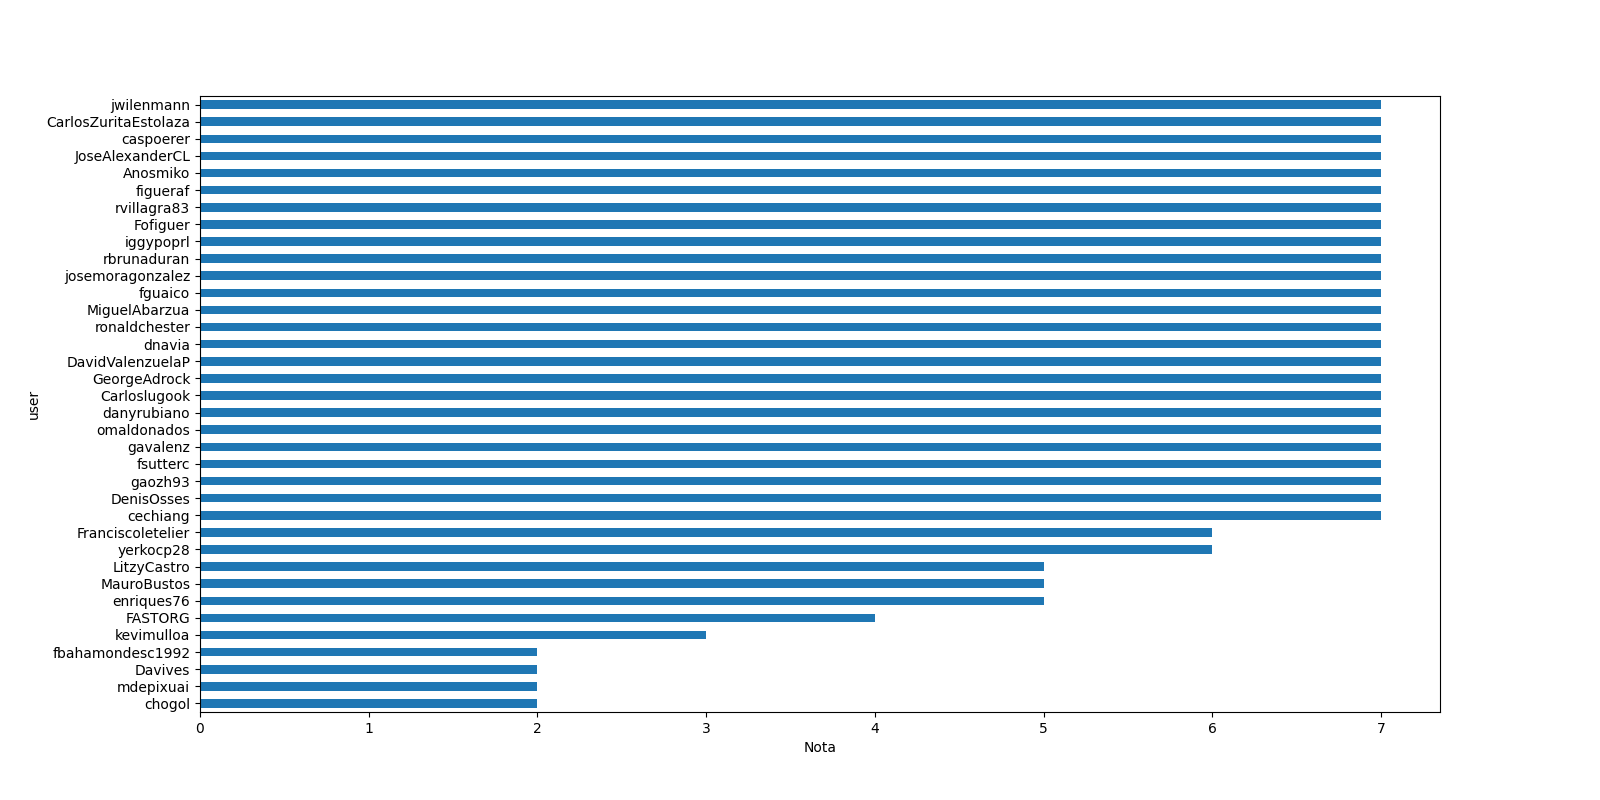 jwilenmann
CarlosZuritaEstolaza
caspoerer
JoseAlexanderCL
Anosmiko
figueraf
rvillagra83
Fofiguer
iggypoprl
rbrunaduran
josemoragonzalez
fguaico
MiguelAbarzua
ronaldchester
dnavia
DavidValenzuelaP
GeorgeAdrock
Carloslugook
danyrubiano
omaldonados
gavalenz
fsutterc
gaozh93
DenisOsses
cechiang
Franciscoletelier
yerkocp28
LitzyCastro
MauroBustos
enriques76
FASTORG
kevimulloa
fbahamondesc1992
Davives
mdepixuai
chogol
user
0 1 2 3 4 5 6 7
Nota